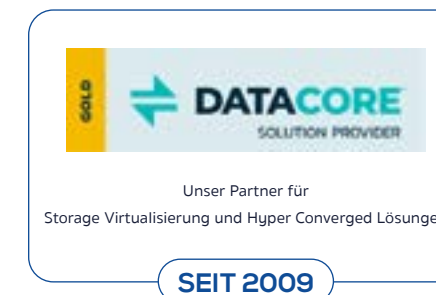 GOLD
DATACORE
SOLUTION PROVIDER
Unser Partner für
Storage Virtualisierung und Hyper Converged Lösunge
SEIT 2009